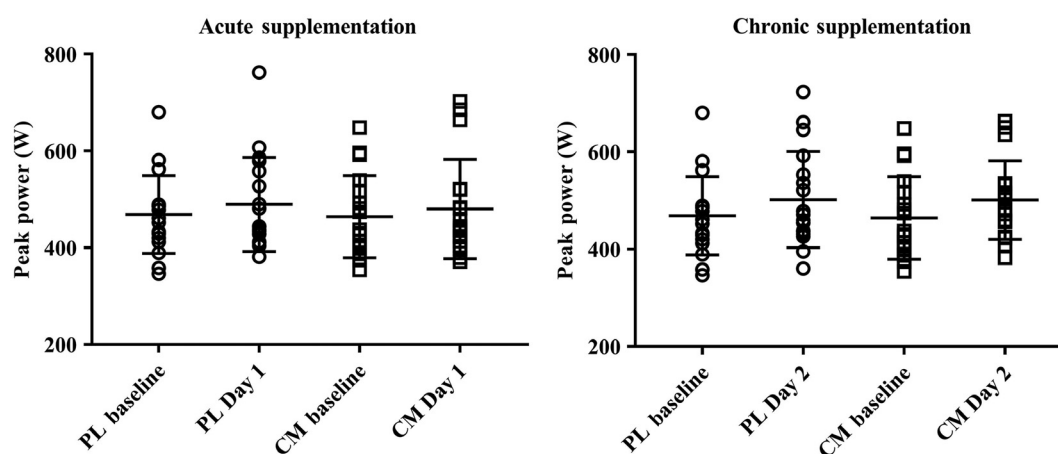 Acute supplementation
Peak power (W)
800
600
400
200
PL baseline
PL Day 1
CM baseline
CM Day 1
Chronic supplementation
Peak power (W)
800
600
400
200
PL baseline
PL Day 2
CM baseline
CM Day 2